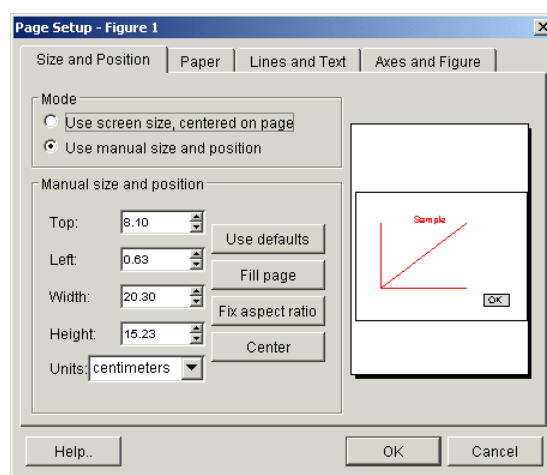 Page Setup - Figure 1
Size and Position Paper Lines and Text Axes and Figure
Mode
Use screen size, centered on page
Use manual size and position
Manual size and position
Top: 8.10
Left: 0.63
Width: 20.30
Height: 15.23
Units: centimeters
Use defaults
Fill page
Fix aspect ratio
Center
Sample
OK
Help.. OK Cancel